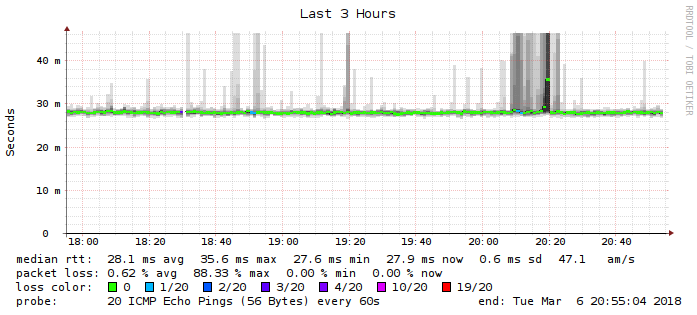 Last 3 Hours
RRDTOOL / TOBI OETIKER
Seconds
40 m
30 m
20 m
10 m
0
18:00 18:20 18:40 19:00 19:20 19:40 20:00 20:20 20:40
median rtt: 28.1 ms avg 35.6 ms max 27.6 ms min 27.9 ms now 0.6 ms sd 47.1 am/s
packet loss: 0.62 % avg 88.33 % max 0.00 % min 0.00 % now
loss color: 0 1/20 2/20 3/20 4/20 10/20 19/20
probe: 20 ICMP Echo Pings (56 Bytes) every 60s end: Tue Mar 6 20:55:04 2018